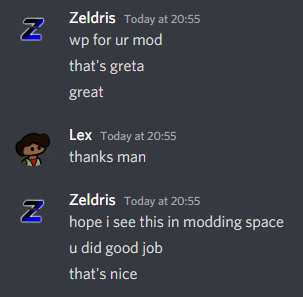 Zeldris Today at 20:55
wp for ur mod
that's greta
great
Lex Today at 20:55
thanks man
Zeldris Today at 20:55
hope i see this in modding space
u did good job
that's nice